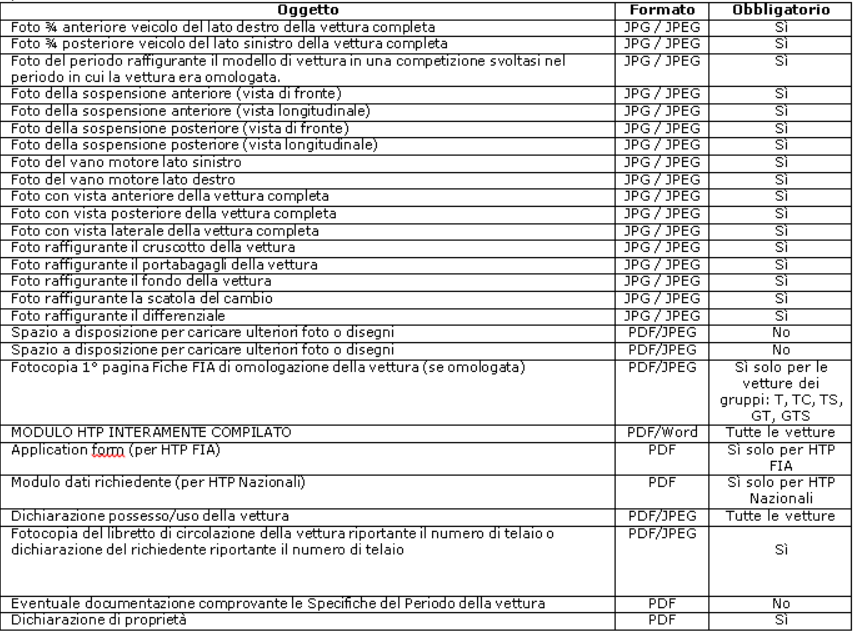 Oggetto Formato Obbligatorio
Foto ¾ anteriore veicolo del lato destro della vettura completa JPG / JPEG Sì
Foto ¾ posteriore veicolo del lato sinistro della vettura completa JPG / JPEG Sì
Foto del periodo raffigurante il modello di vettura in una competizione svoltasi nel JPG / JPEG Sì
periodo in cui la vettura era omologata.
Foto della sospensione anteriore (vista di fronte) JPG / JPEG Sì
Foto della sospensione anteriore (vista longitudinale) JPG / JPEG Sì
Foto della sospensione posteriore (vista di fronte) JPG / JPEG Sì
Foto della sospensione posteriore (vista longitudinale) JPG / JPEG Sì
Foto del vano motore lato sinistro JPG / JPEG Sì
Foto del vano motore lato destro JPG / JPEG Sì
Foto con vista anteriore della vettura completa JPG / JPEG Sì
Foto con vista posteriore della vettura completa JPG / JPEG Sì
Foto con vista laterale della vettura completa JPG / JPEG Sì
Foto raffigurante il cruscotto della vettura JPG / JPEG Sì
Foto raffigurante il portabagagli della vettura JPG / JPEG Sì
Foto raffigurante il fondo della vettura JPG / JPEG Sì
Foto raffigurante la scatola del cambio JPG / JPEG Sì
Foto raffigurante il differenziale JPG / JPEG Sì
Spazio a disposizione per caricare ulteriori foto o disegni PDF/JPEG No
Spazio a disposizione per caricare ulteriori foto o disegni PDF/JPEG No
Fotocopia 1° pagina Fiche FIA di omologazione della vettura (se omologata) PDF/JPEG Sì solo per le
vetture dei
gruppi: T, TC, TS,
GT, GTS
MODULO HTP INTERAMENTE COMPILATO PDF/Word Tutte le vetture
Application form (per HTP FIA) PDF Sì solo per HTP
FIA
Modulo dati richiedente (per HTP Nazionali) PDF Sì solo per HTP
Nazionali
Dichiarazione possesso/uso della vettura PDF/JPEG Tutte le vetture
Fotocopia del libretto di circolazione della vettura riportante il numero di telaio o PDF/JPEG
dichiarazione del richiedente riportante il numero di telaio Sì
Eventuale documentazione comprovante le Specifiche del Periodo della vettura PDF No
Dichiarazione di proprietà PDF Sì